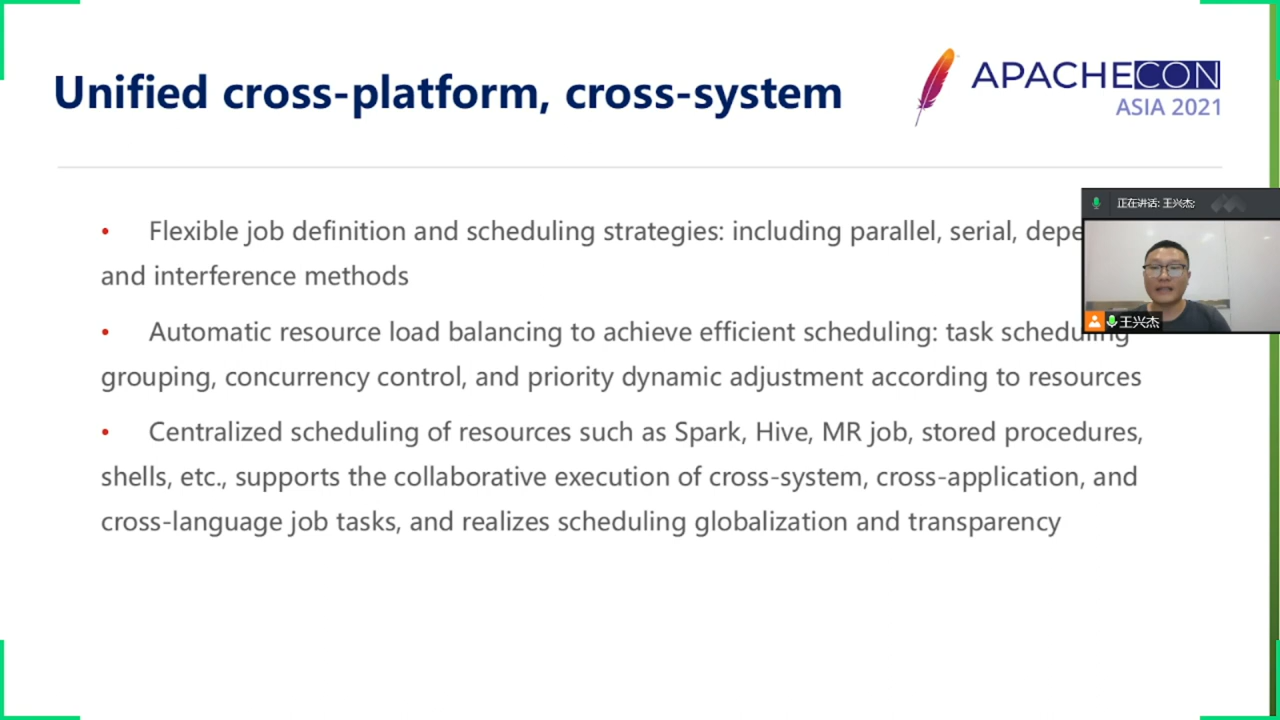 Unified cross-platform, cross-system
APACHECON
ASIA 2021
• Flexible job definition and scheduling strategies: including parallel, serial,
and interference methods
• Automatic resource load balancing to achieve efficient scheduling: task scheduling
grouping, concurrency control, and priority dynamic adjustment according to resources
• Centralized scheduling of resources such as Spark, Hive, MR job, stored procedures,
shells, etc., supports the collaborative execution of cross-system, cross-application, and
cross-language job tasks, and realizes scheduling globalization and transparency
正在讲话: 王兴杰;
王兴杰